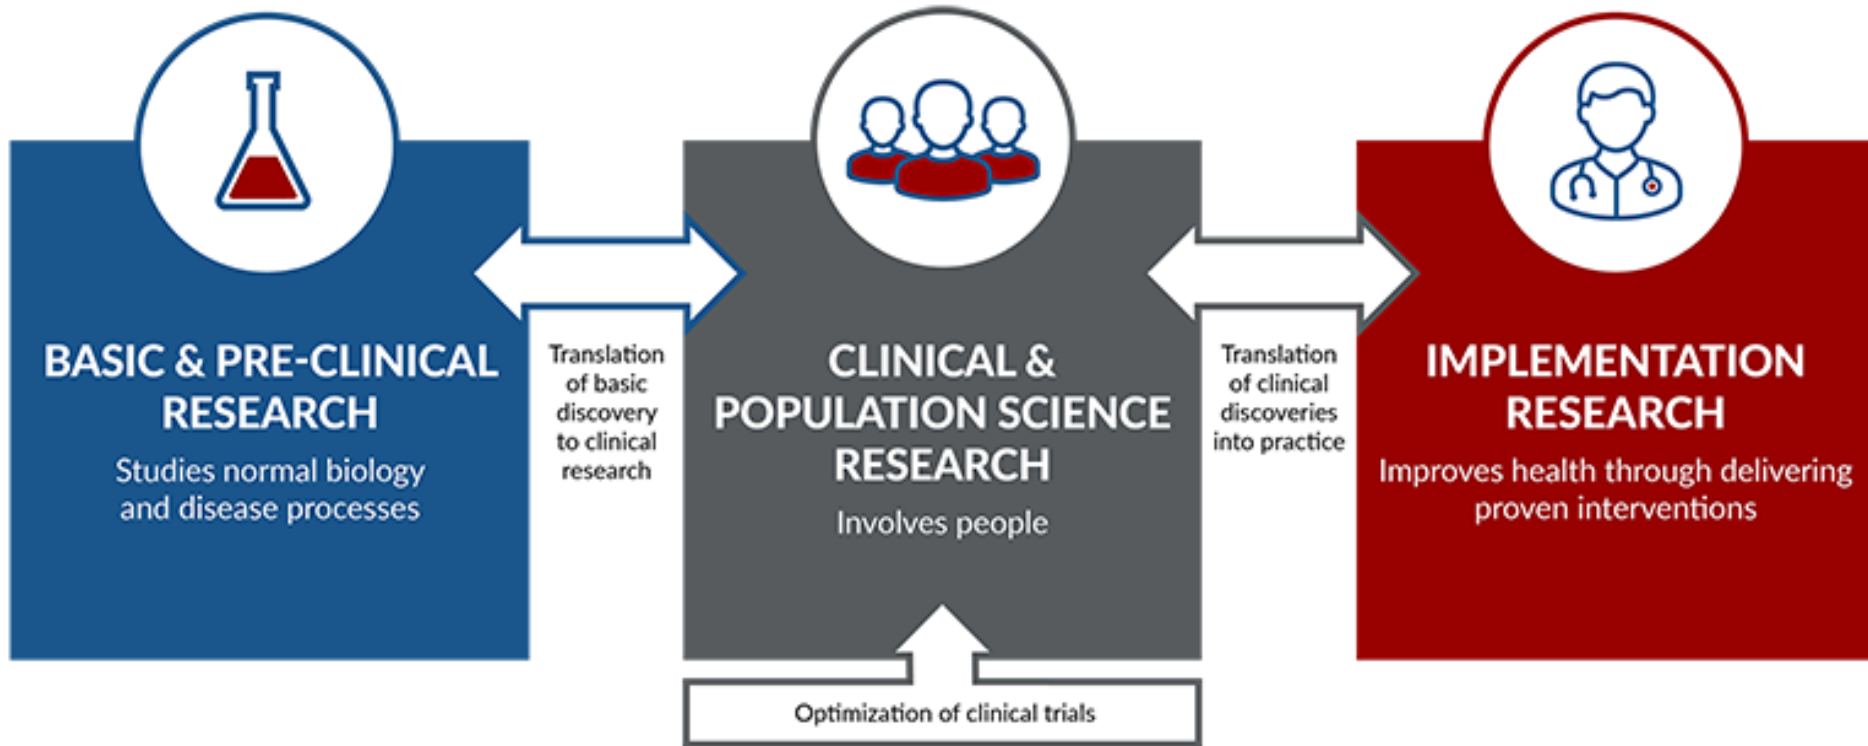 BASIC & PRE-CLINICAL
RESEARCH
Studies normal biology
and disease processes
Translation
of basic
discovery
to clinical
research
CLINICAL &
POPULATION SCIENCE
RESEARCH
Involves people
Optimization of clinical trials
Translation
of clinical
discoveries
into practice
IMPLEMENTATION
RESEARCH
Improves health through delivering
proven interventions